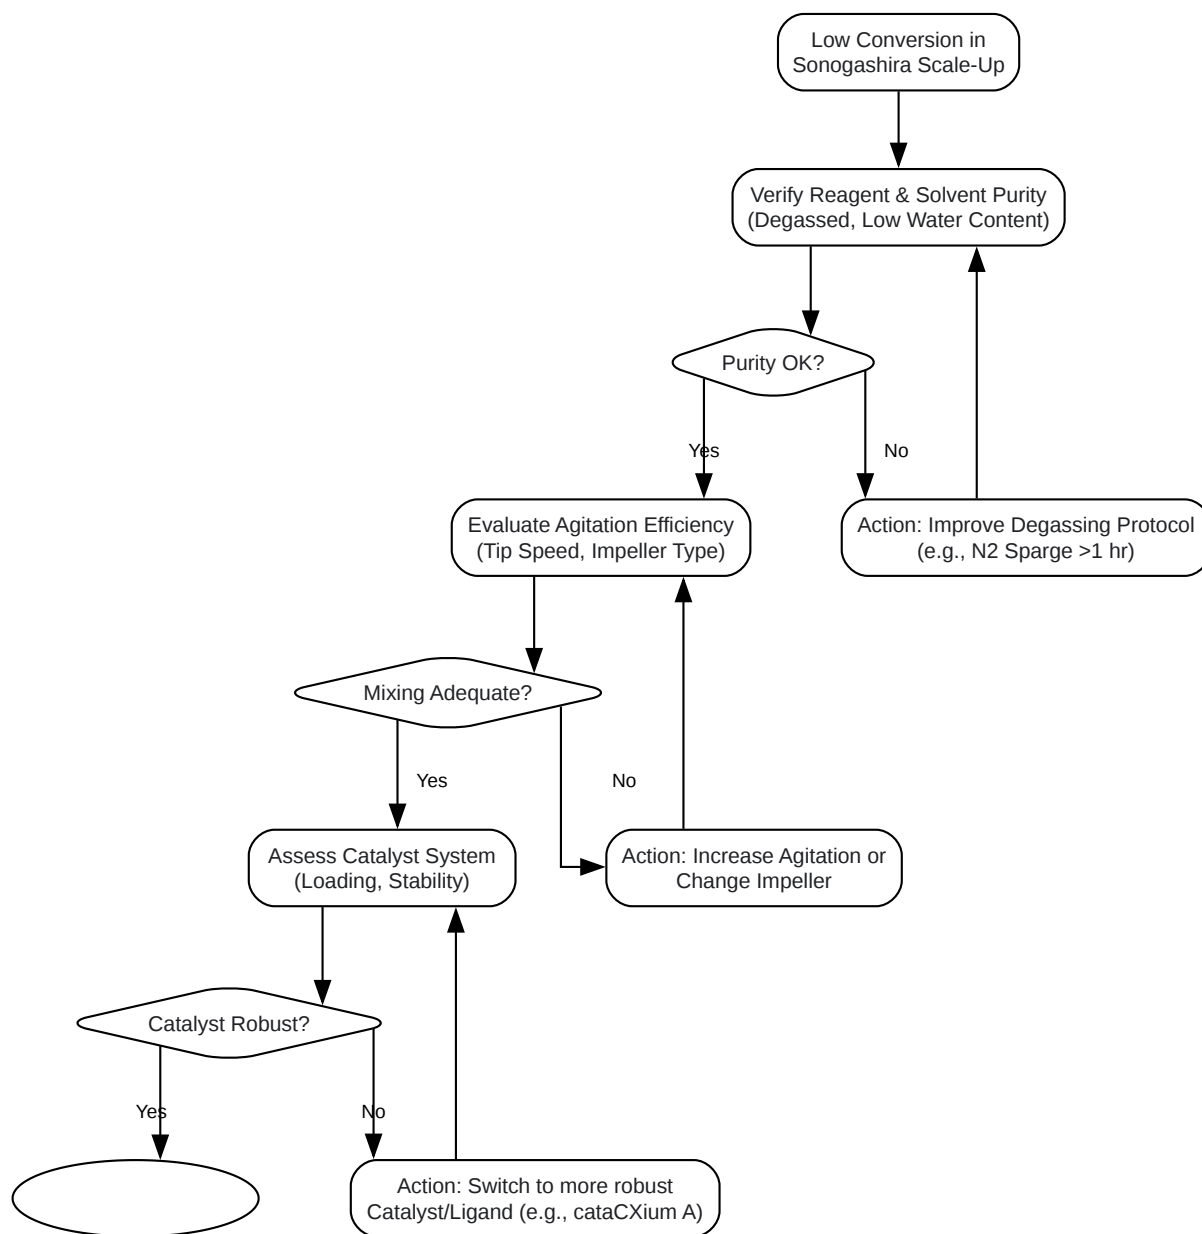 Low Conversion in
Sonogashira Scale-Up
Verify Reagent & Solvent Purity
(Degassed, Low Water Content)
Purity OK?
Yes
No
Evaluate Agitation Efficiency
(Tip Speed, Impeller Type)
Action: Improve Degassing Protocol
(e.g., N2 Sparge >1 hr)
Mixing Adequate?
Yes
No
Assess Catalyst System
(Loading, Stability)
Action: Increase Agitation or
Change Impeller
Catalyst Robust?
Yes
No
Action: Switch to more robust
Catalyst/Ligand (e.g., cataCXium A)